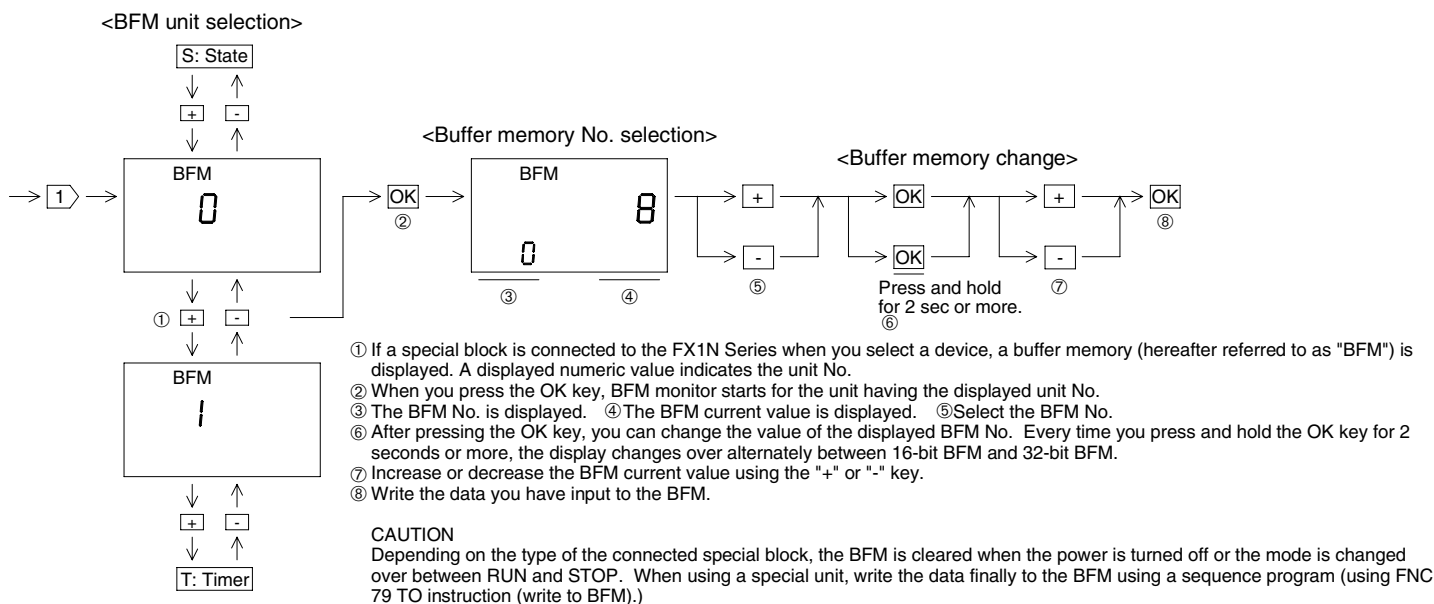 <BFM unit selection>
S: State
+ -
<Buffer memory No. selection>
<Buffer memory change>
1
BFM
0
OK
②
BFM
8
0
③ ④
+
-
⑤
OK
OK
Press and hold
for 2 sec or more.
⑥
+
-
⑦
OK
⑧
① + -
BFM
1
+ -
T: Timer
① If a special block is connected to the FX1N Series when you select a device, a buffer memory (hereafter referred to as "BFM") is
displayed. A displayed numeric value indicates the unit No.
② When you press the OK key, BFM monitor starts for the unit having the displayed unit No.
③ The BFM No. is displayed. ④The BFM current value is displayed. ⑤Select the BFM No.
⑥ After pressing the OK key, you can change the value of the displayed BFM No. Every time you press and hold the OK key for 2
seconds or more, the display changes over alternately between 16-bit BFM and 32-bit BFM.
⑦ Increase or decrease the BFM current value using the "+" or "-" key.
⑧ Write the data you have input to the BFM.
CAUTION
Depending on the type of the connected special block, the BFM is cleared when the power is turned off or the mode is changed
over between RUN and STOP. When using a special unit, write the data finally to the BFM using a sequence program (using FNC
79 TO instruction (write to BFM).)